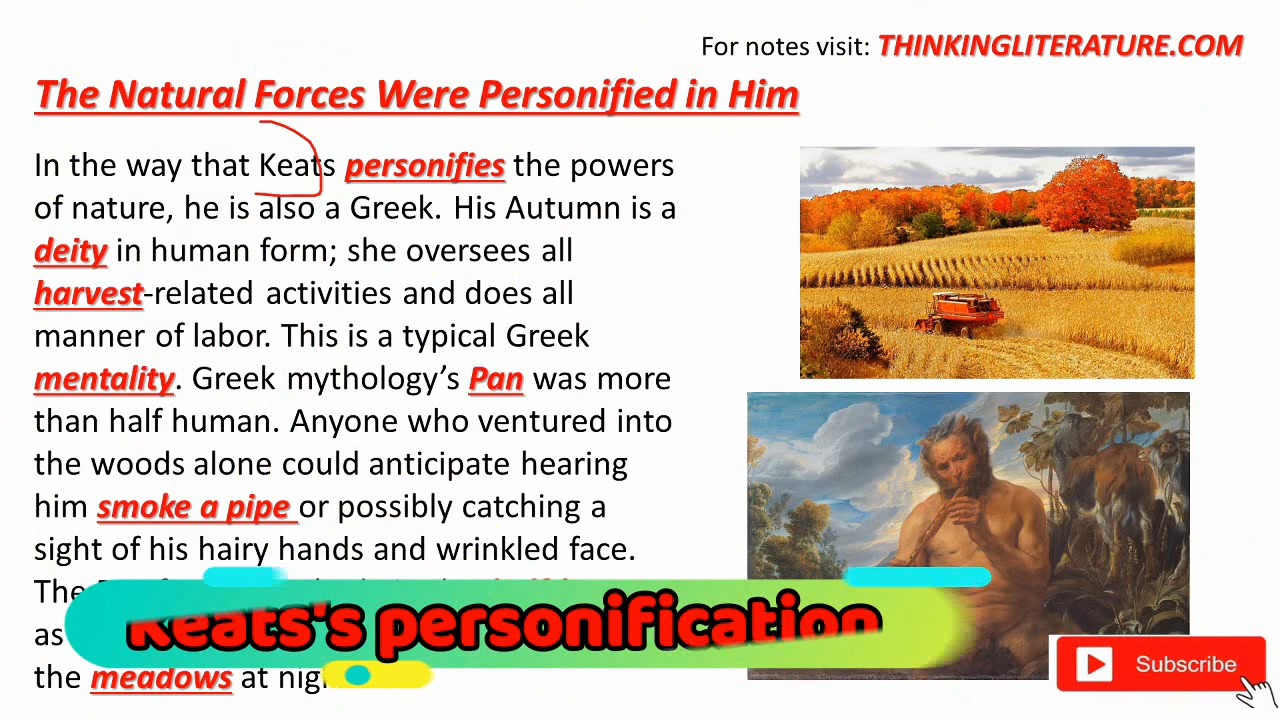 For notes visit: THINKINGLITERATURE.COM
The Natural Forces Were Personified in Him
In the way that Keats personifies the powers
of nature, he is also a Greek. His Autumn is a
deity in human form; she oversees all
harvest-related activities and does all
manner of labor. This is a typical Greek
mentality. Greek mythology’s Pan was more
than half human. Anyone who ventured into
the woods alone could anticipate hearing
him smoke a pipe or possibly catching a
sight of his hairy hands and wrinkled face.
The
as
the meadows at
Keats's personification
Subscribe